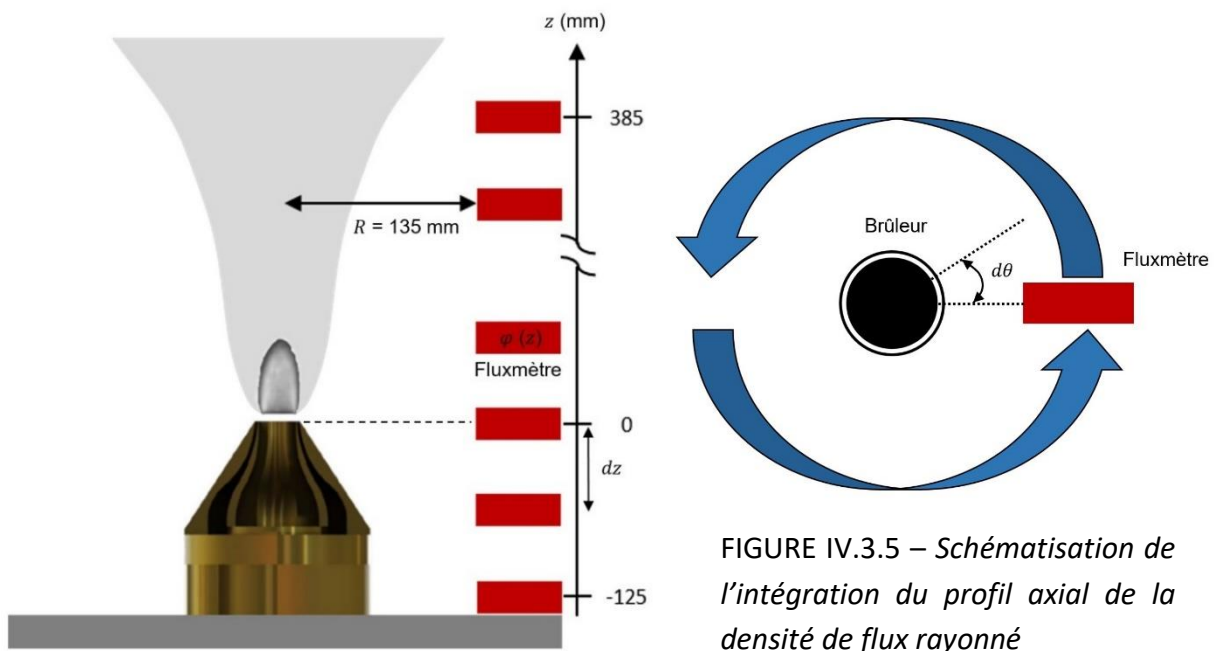 z (mm)
385
R = 135 mm
φ (z)
Fluxmètre
0
dz
-125
Brûleur
dθ
Fluxmètre
FIGURE IV.3.5 – Schématisation de
l’intégration du profil axial de la
densité de flux rayonné